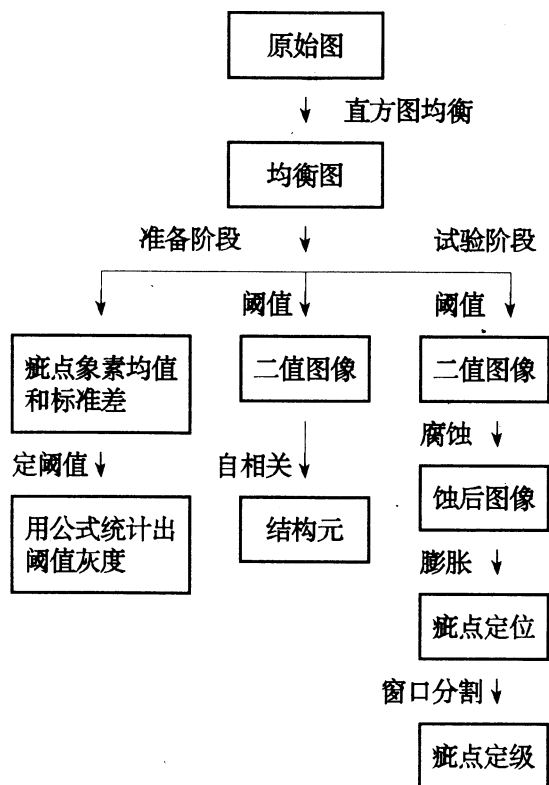 原始图
直方图均衡
均衡图
准备阶段
试验阶段
阈值
阈值
疵点象素均值
和标准差
二值图像
二值图像
定阈值
自相关
腐蚀
用公式统计出
阈值灰度
结构元
蚀后图像
膨胀
疵点定位
窗口分割
疵点定级